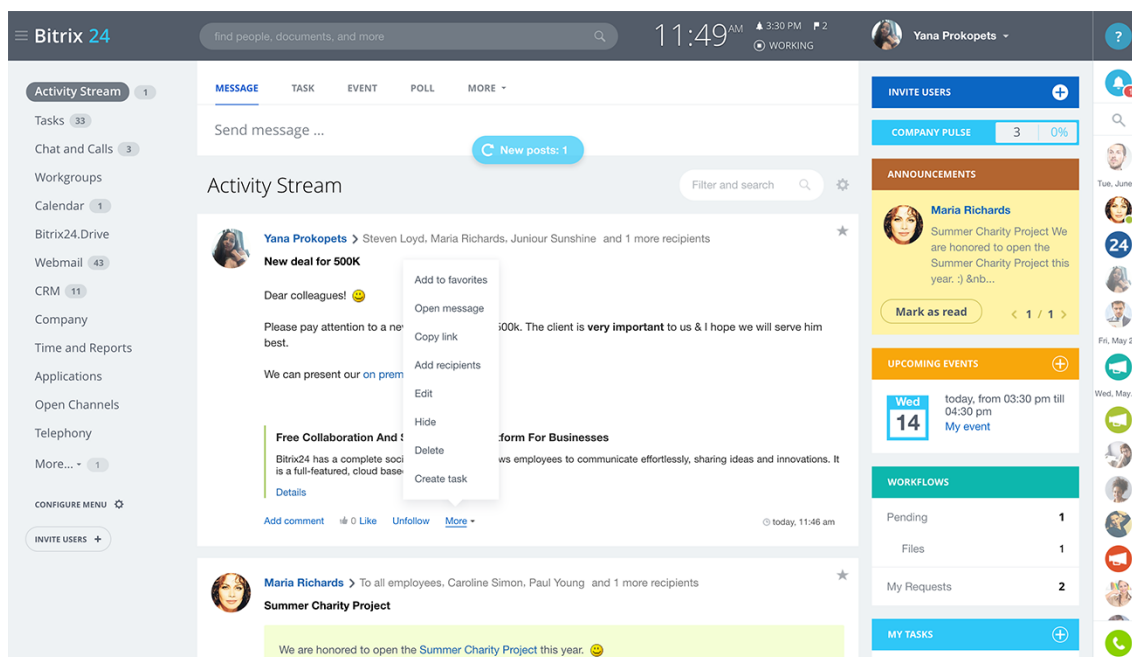 Bitrix 24
find people, documents, and more
11:49 AM
3:30 PM 2
WORKING
Yana Prokopets
?
Activity Stream 1
Tasks 33
Chat and Calls 3
Workgroups
Calendar 1
Bitrix24.Drive
Webmail 43
CRM 11
Company
Time and Reports
Applications
Open Channels
Telephony
More... 1
CONFIGURE MENU
INVITE USERS +
MESSAGE TASK EVENT POLL MORE
Send message ...
New posts: 1
Activity Stream
Filter and search
Yana Prokopets > Steven Loyd, Maria Richards, Juniour Sunshine and 1 more recipients
New deal for 500K
Dear colleagues!
Please pay attention to a ne 500k. The client is very important to us & I hope we will serve him
best.
We can present our on prem
Free Collaboration And tform For Businesses
Bitrix24 has a complete soci ws employees to communicate effortlessly, sharing ideas and innovations. It
is a full-featured, cloud base
Details
Add comment 0 Like Unfollow More
today, 11:46 am
Add to favorites
Open message
Copy link
Add recipients
Edit
Hide
Delete
Create task
Maria Richards > To all employees, Caroline Simon, Paul Young and 1 more recipients
Summer Charity Project
We are honored to open the Summer Charity Project this year.
INVITE USERS
COMPANY PULSE 3 0%
ANNOUNCEMENTS
Maria Richards
Summer Charity Project We
are honored to open the
Summer Charity Project this
year. :) &nb...
Mark as read
< 1 / 1 >
UPCOMING EVENTS
Wed
14
today, from 03:30 pm till
04:30 pm
My event
WORKFLOWS
Pending 1
Files 1
My Requests 2
MY TASKS
1
Tue, June
24
Fri, May 2
Wed, May